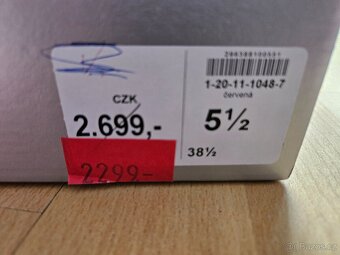 1-20-11-1048-7
červená
CZK
2.699,-
5½
38½
2299-